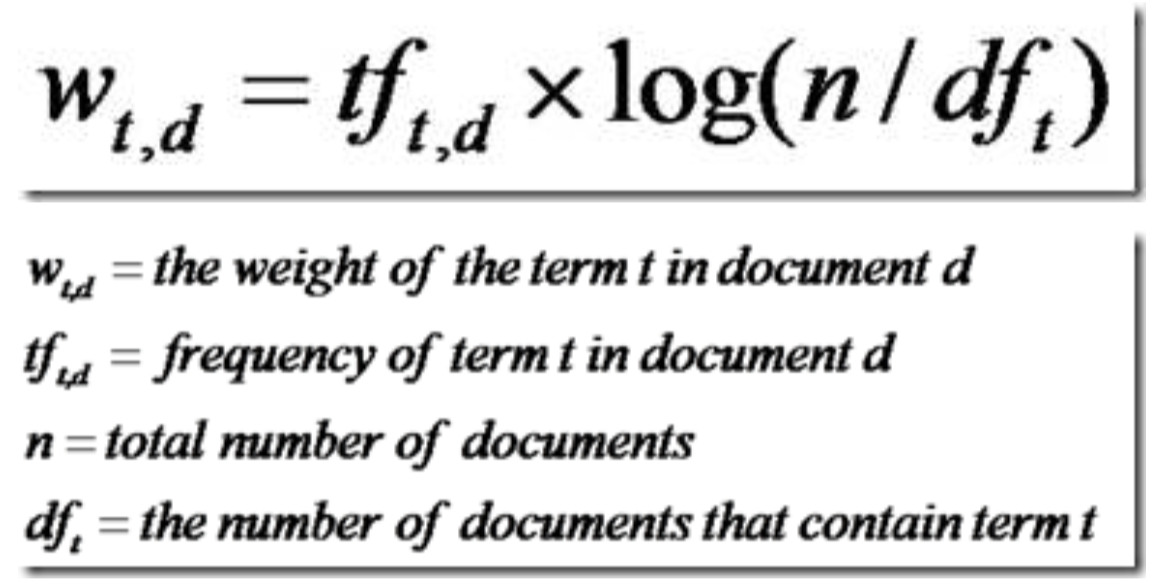 w_{t,d} = tf_{t,d} × log(n / df_t)
w_{t,d} = the weight of the term t in document d
tf_{t,d} = frequency of term t in document d
n = total number of documents
df_t = the number of documents that contain term t